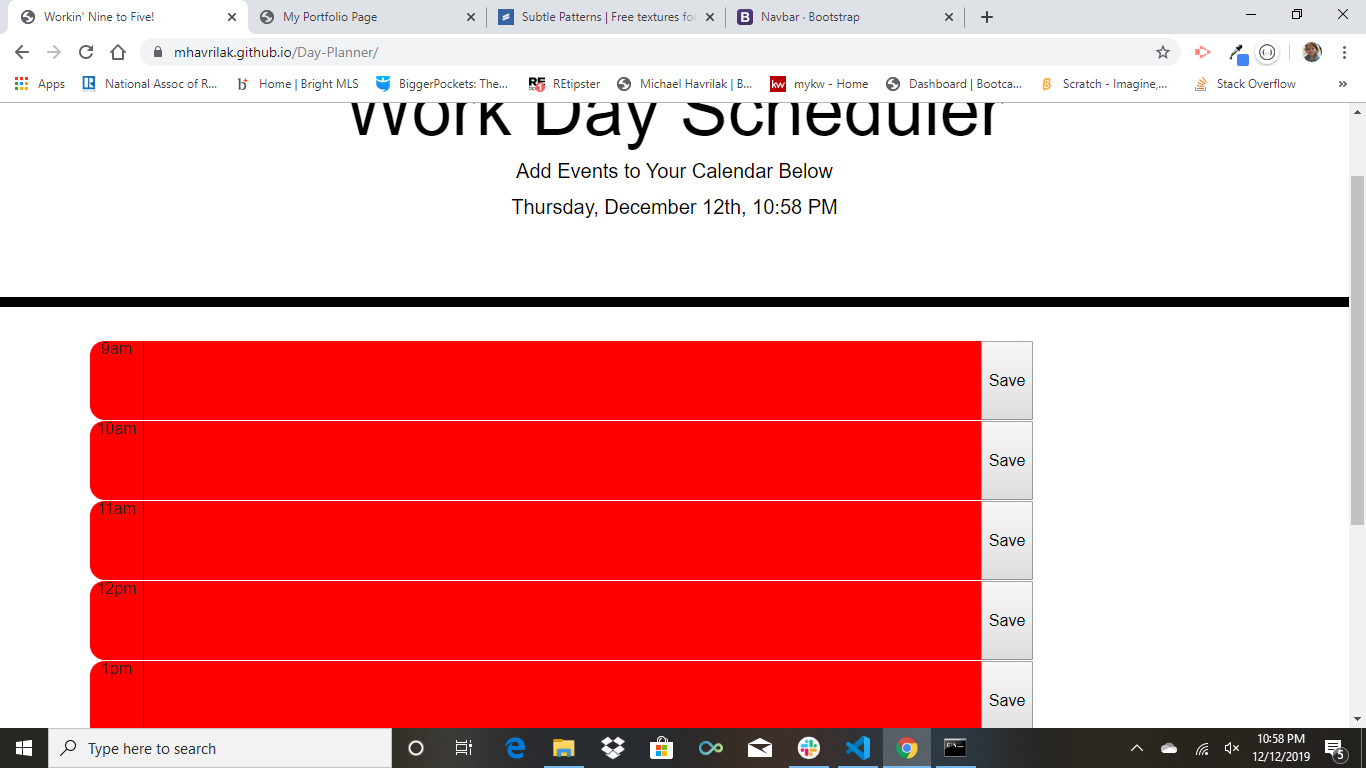 Workin' Nine to Five!
My Portfolio Page
Subtle Patterns | Free textures for
Navbar · Bootstrap
mhavrilak.github.io/Day-Planner/
Apps
National Assoc of R...
Home | Bright MLS
BiggerPockets: The...
REtipster
Michael Havrilak | B...
mykw - Home
Dashboard | Bootca...
Scratch - Imagine,...
Stack Overflow
»
Work Day Scheduler
Add Events to Your Calendar Below
Thursday, December 12th, 10:58 PM
9am
Save
10am
Save
11am
Save
12pm
Save
1pm
Save
Type here to search
10:58 PM
12/12/2019
5